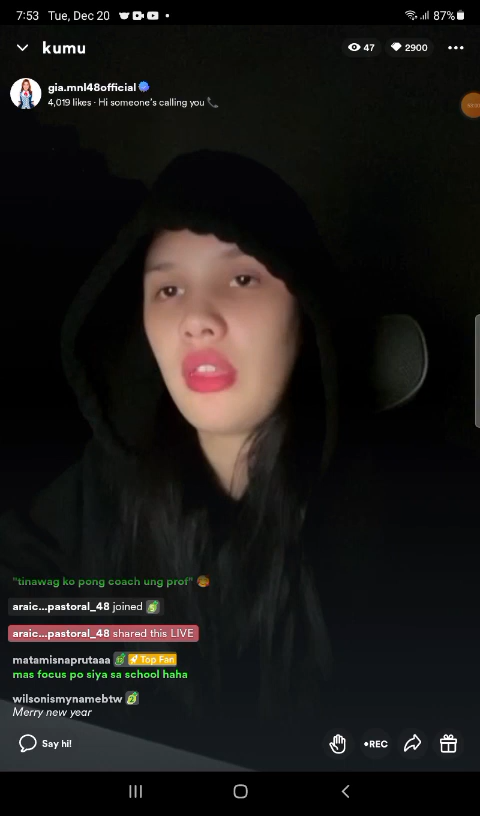 7:53 Tue, Dec 20 87%
kumu 47 2900
gia.mnl48official
4,019 likes · Hi someone's calling you
"tinawag ko pong coach ung prof"
araic...pastoral_48 joined
araic...pastoral_48 shared this LIVE
matamisnaprutaaa Top Fan
mas focus po siya sa school haha
wilsonismynamebtw 2
Merry new year
Say hi! •REC